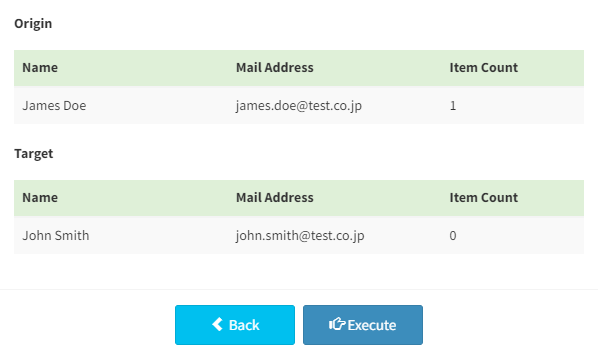 Origin
Name Mail Address Item Count
James Doe james.doe@test.co.jp 1
Target
Name Mail Address Item Count
John Smith john.smith@test.co.jp 0
Back Execute